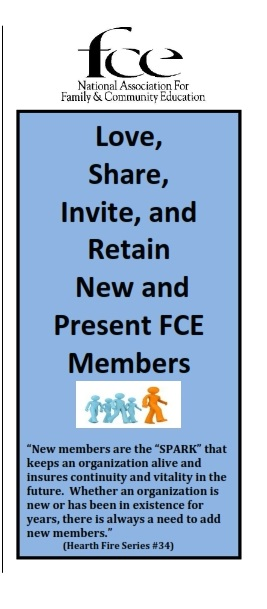 fce
National Association For
Family & Community Education
Love,
Share,
Invite, and
Retain
New and
Present FCE
Members
“New members are the “SPARK” that
keeps an organization alive and
insures continuity and vitality in the
future.  Whether an organization is
new or has been in existence for
years, there is always a need to add
new members.”
(Hearth Fire Series #34)